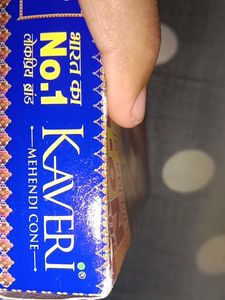 भारत का
No.1
लोकप्रिय ब्रांड
KAVERI
MEHENDI CONE